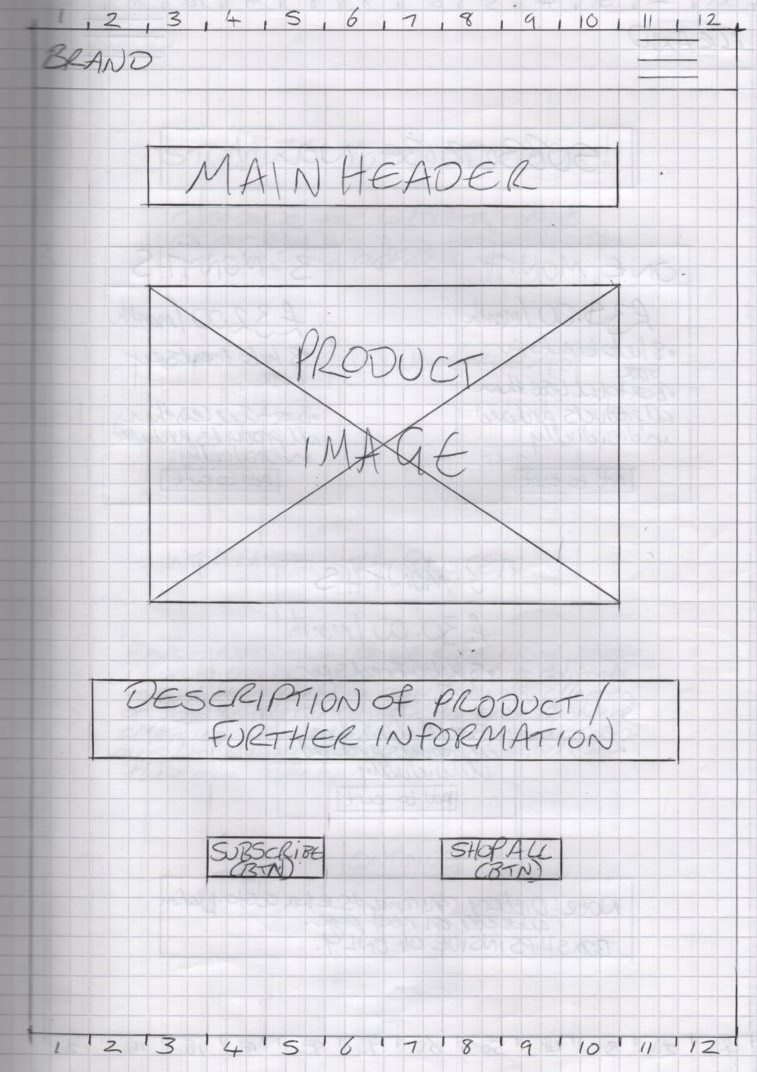 1 2 3 4 5 6 7 8 9 10 11 12
BRAND
MAIN HEADER
PRODUCT
IMAGE
DESCRIPTION OF PRODUCT /
FURTHER INFORMATION
SUBSCRIBE
(BTN)
SHOP ALL
(BTN)
1 2 3 4 5 6 7 8 9 10 11 12